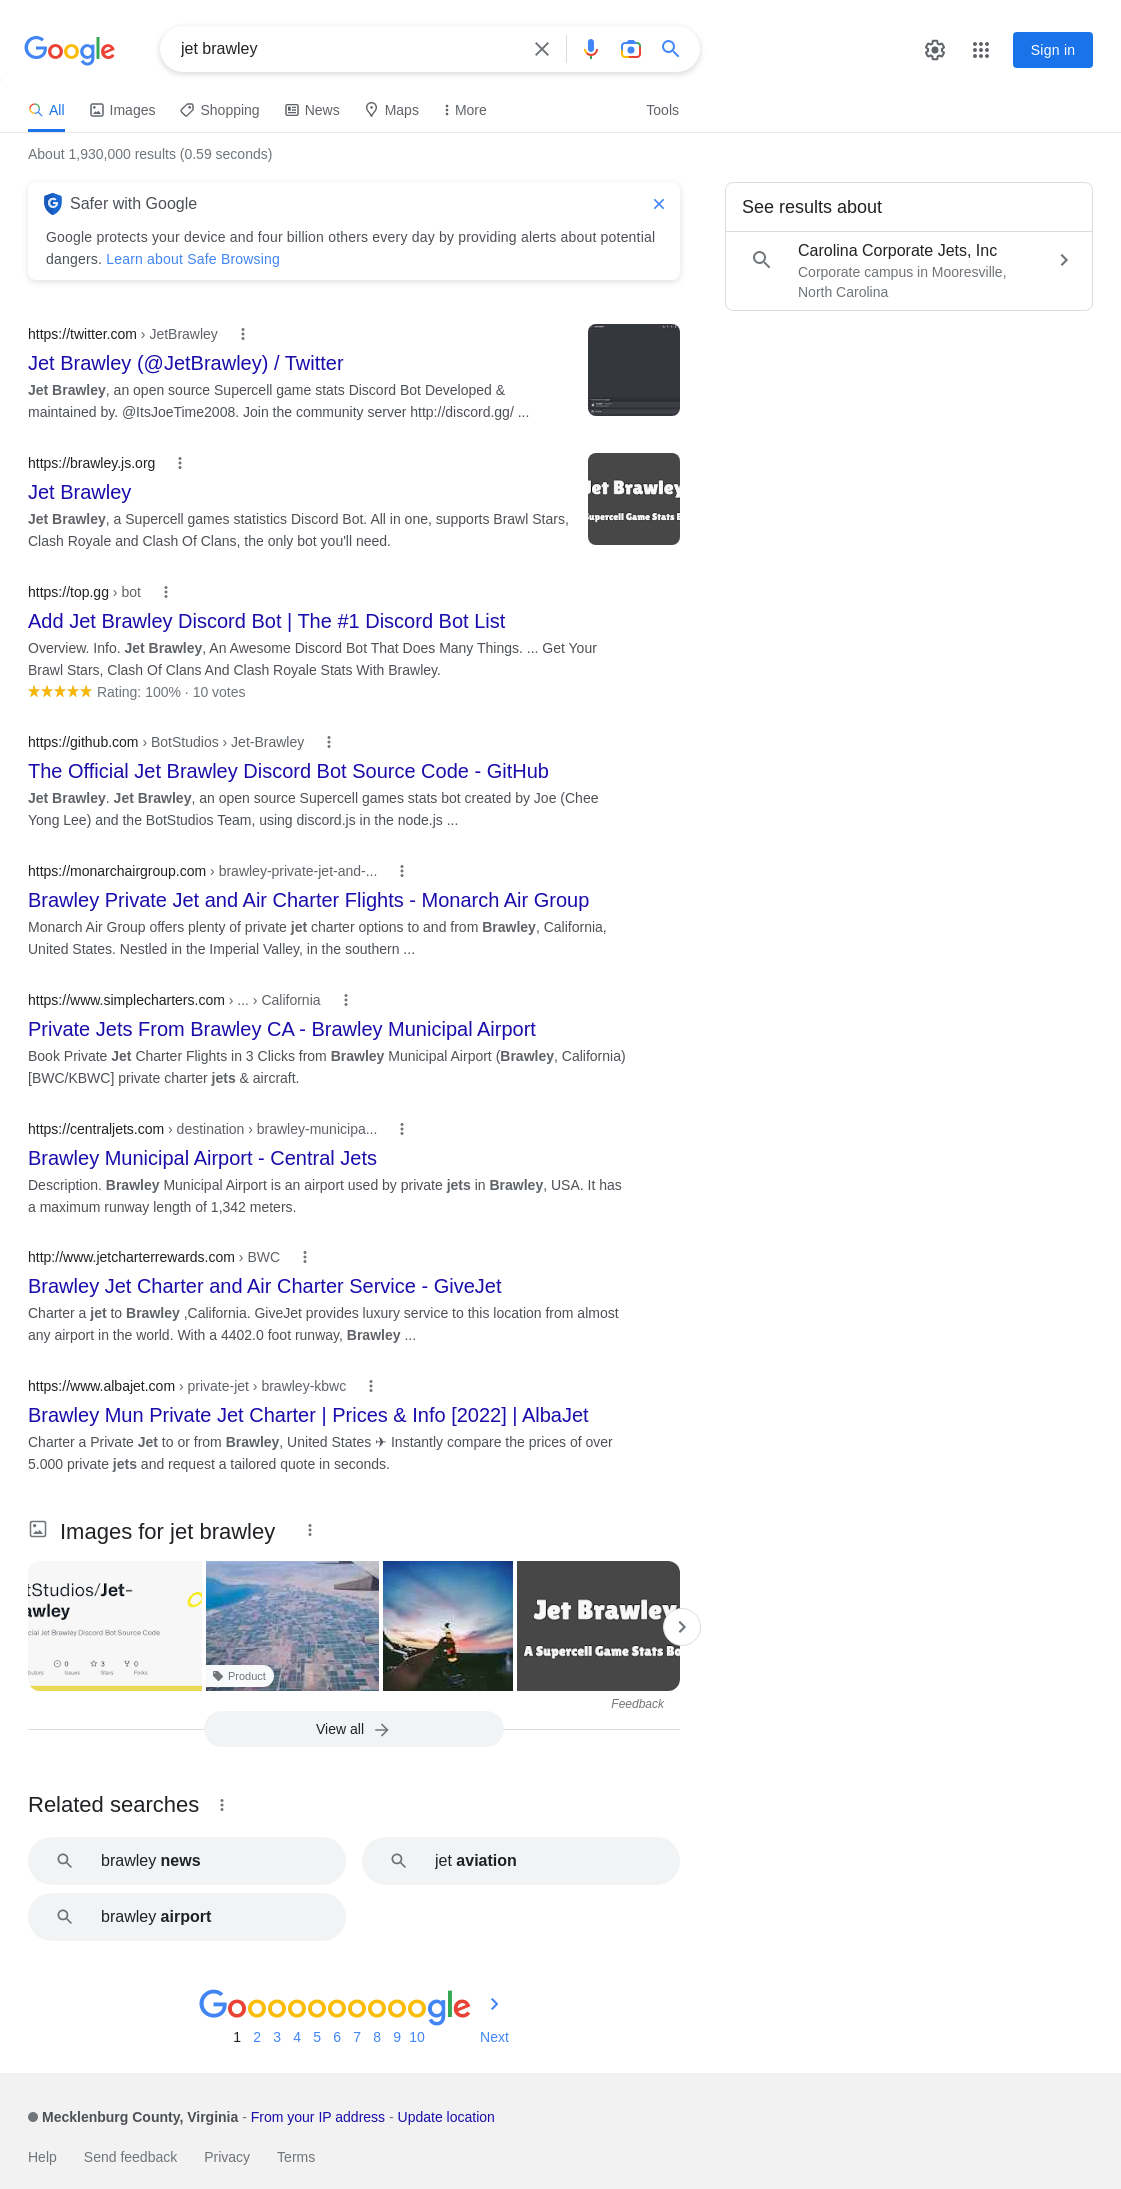 Google
jet brawley
Sign in
All
Images
Shopping
News
Maps
More
Tools
About 1,930,000 results (0.59 seconds)
Safer with Google
Google protects your device and four billion others every day by providing alerts about potential
dangers. Learn about Safe Browsing
See results about
Carolina Corporate Jets, Inc
Corporate campus in Mooresville,
North Carolina
https://twitter.com › JetBrawley
Jet Brawley (@JetBrawley) / Twitter
Jet Brawley, an open source Supercell game stats Discord Bot Developed &
maintained by. @ItsJoeTime2008. Join the community server http://discord.gg/ ...
https://brawley.js.org
Jet Brawley
Jet Brawley, a Supercell games statistics Discord Bot. All in one, supports Brawl Stars,
Clash Royale and Clash Of Clans, the only bot you'll need.
Jet Brawley
Supercell Game Stats B
https://top.gg › bot
Add Jet Brawley Discord Bot | The #1 Discord Bot List
Overview. Info. Jet Brawley, An Awesome Discord Bot That Does Many Things. ... Get Your
Brawl Stars, Clash Of Clans And Clash Royale Stats With Brawley.
Rating: 100% · 10 votes
https://github.com › BotStudios › Jet-Brawley
The Official Jet Brawley Discord Bot Source Code - GitHub
Jet Brawley. Jet Brawley, an open source Supercell games stats bot created by Joe (Chee
Yong Lee) and the BotStudios Team, using discord.js in the node.js ...
https://monarchairgroup.com › brawley-private-jet-and-...
Brawley Private Jet and Air Charter Flights - Monarch Air Group
Monarch Air Group offers plenty of private jet charter options to and from Brawley, California,
United States. Nestled in the Imperial Valley, in the southern ...
https://www.simplecharters.com › ... › California
Private Jets From Brawley CA - Brawley Municipal Airport
Book Private Jet Charter Flights in 3 Clicks from Brawley Municipal Airport (Brawley, California)
[BWC/KBWC] private charter jets & aircraft.
https://centraljets.com › destination › brawley-municipa...
Brawley Municipal Airport - Central Jets
Description. Brawley Municipal Airport is an airport used by private jets in Brawley, USA. It has
a maximum runway length of 1,342 meters.
http://www.jetcharterrewards.com › BWC
Brawley Jet Charter and Air Charter Service - GiveJet
Charter a jet to Brawley ,California. GiveJet provides luxury service to this location from almost
any airport in the world. With a 4402.0 foot runway, Brawley ...
https://www.albajet.com › private-jet › brawley-kbwc
Brawley Mun Private Jet Charter | Prices & Info [2022] | AlbaJet
Charter a Private Jet to or from Brawley, United States ✈ Instantly compare the prices of over
5.000 private jets and request a tailored quote in seconds.
Images for jet brawley
tStudios/Jet-
awley
cial Jet Brawley Discord Bot Source Code
0
3
0
butors
Issues
Stars
Forks
Product
Jet Brawley
A Supercell Game Stats Bo
Feedback
View all
Related searches
brawley news
jet aviation
brawley airport
Goooooooooogle
1 2 3 4 5 6 7 8 9 10 Next
Mecklenburg County, Virginia - From your IP address - Update location
Help
Send feedback
Privacy
Terms